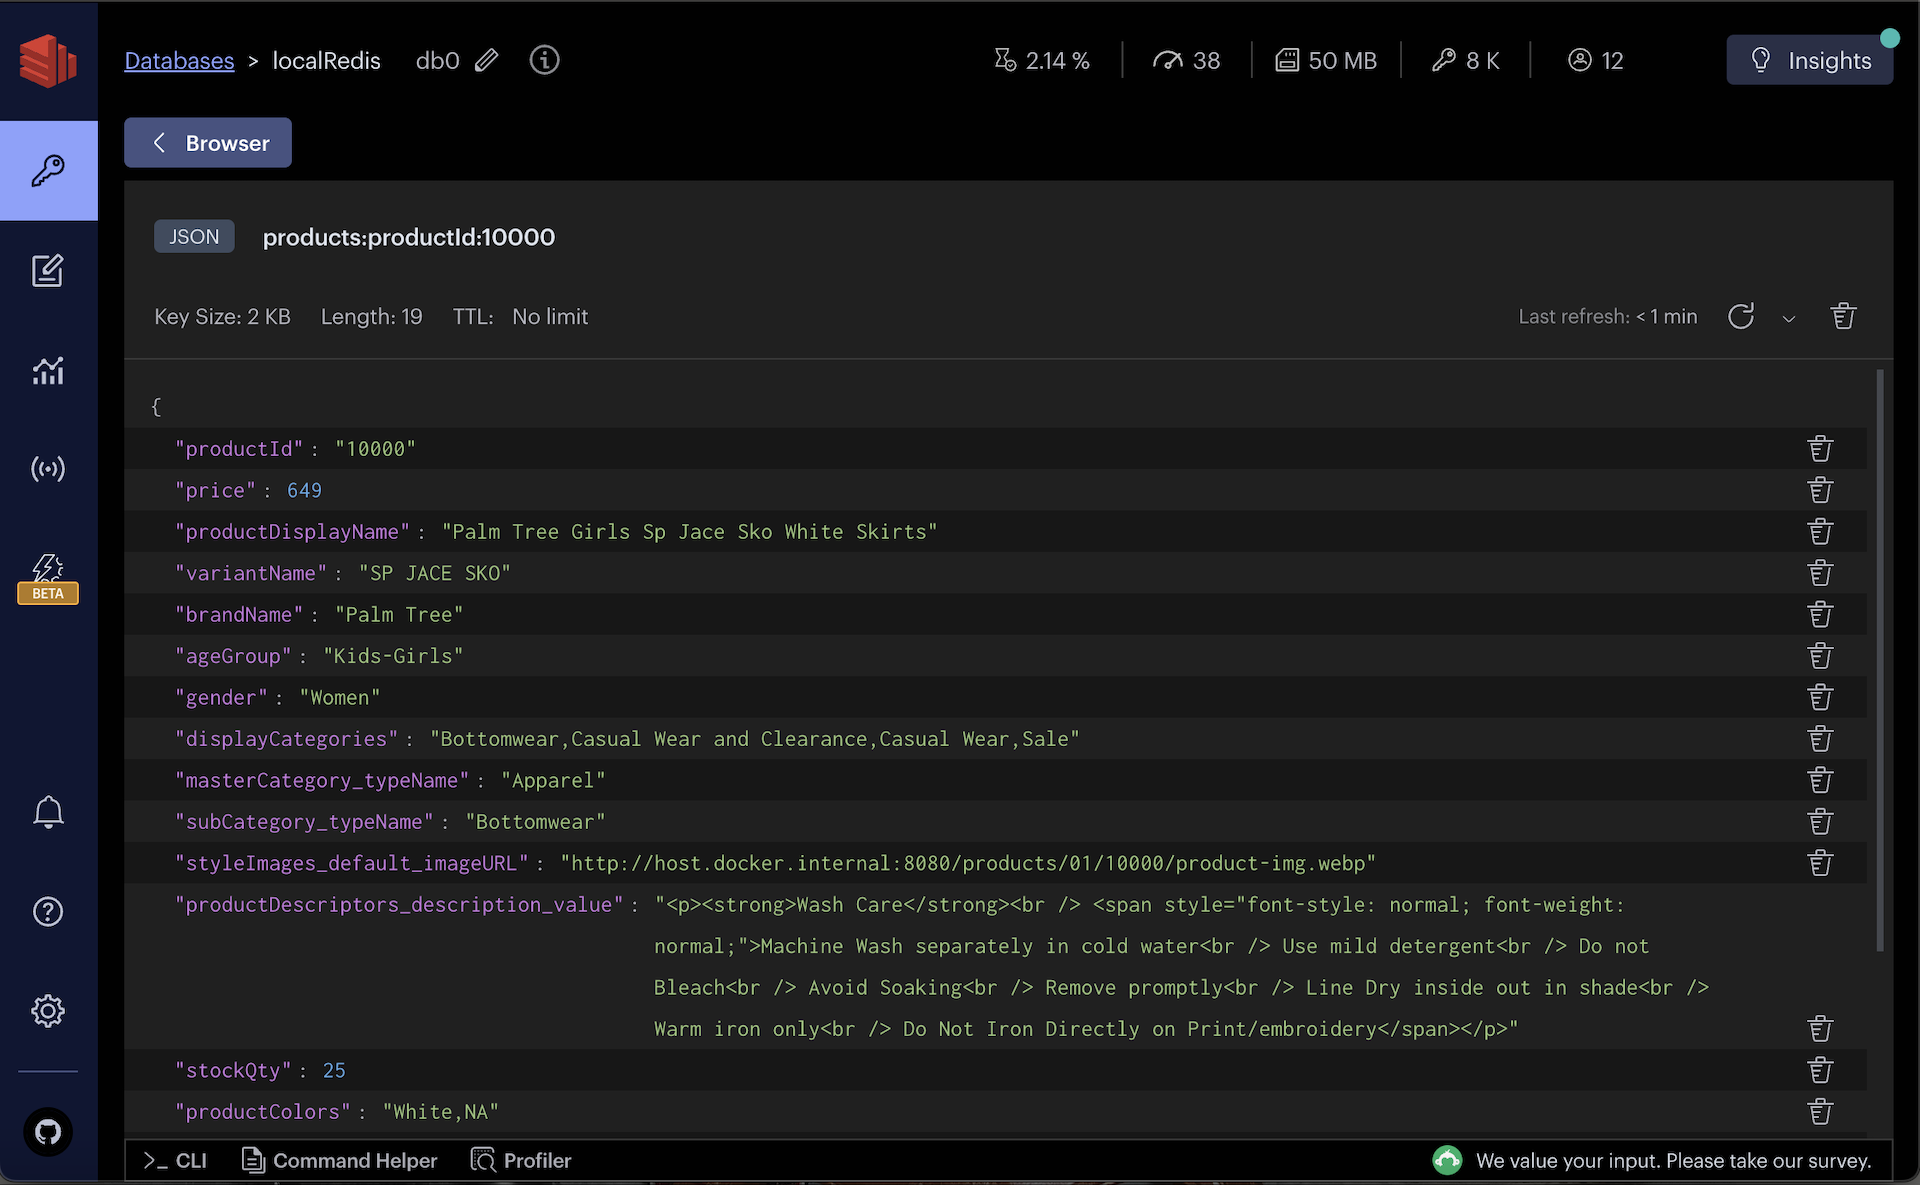 Databases > localRedis db0 2.14 % 38 50 MB 8 K 12 Insights
Browser
JSON products:productId:10000
Key Size: 2 KB Length: 19 TTL: No limit Last refresh: < 1 min
{
"productId" : "10000"
"price" : 649
"productDisplayName" : "Palm Tree Girls Sp Jace Sko White Skirts"
"variantName" : "SP JACE SKO"
"brandName" : "Palm Tree"
"ageGroup" : "Kids-Girls"
"gender" : "Women"
"displayCategories" : "Bottomwear,Casual Wear and Clearance,Casual Wear,Sale"
"masterCategory_typeName" : "Apparel"
"subCategory_typeName" : "Bottomwear"
"styleImages_default_imageURL" : "http://host.docker.internal:8080/products/01/10000/product-img.webp"
"productDescriptors_description_value" : "<p><strong>Wash Care</strong><br /> <span style="font-style: normal; font-weight:
normal;">Machine Wash separately in cold water<br /> Use mild detergent<br /> Do not
Bleach<br /> Avoid Soaking<br /> Remove promptly<br /> Line Dry inside out in shade<br />
Warm iron only<br /> Do Not Iron Directly on Print/embroidery</span></p>"
"stockQty" : 25
"productColors" : "White,NA"
BETA
>_ CLI Command Helper Profiler We value your input. Please take our survey.